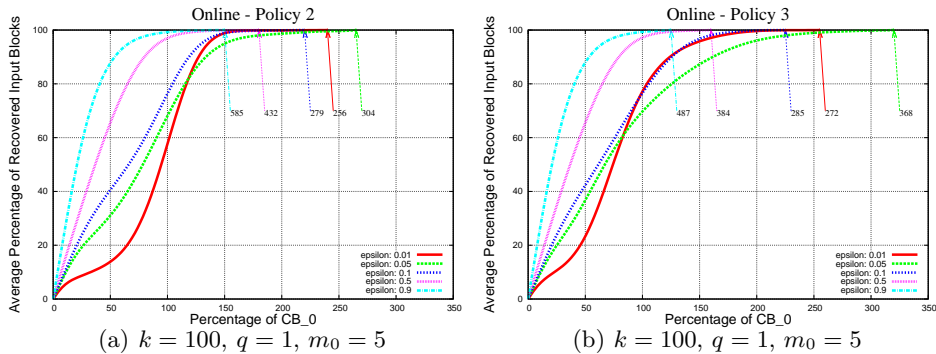 Online - Policy 2
Average Percentage of Recovered Input Blocks
100
80
60
40
20
0
585
432
279
256
304
epsilon: 0.01
epsilon: 0.05
epsilon: 0.1
epsilon: 0.5
epsilon: 0.9
0 50 100 150 200 250 300 350
Percentage of CB_0
(a) k = 100, q = 1, m₀ = 5
Online - Policy 3
Average Percentage of Recovered Input Blocks
100
80
60
40
20
0
487
384
285
272
368
epsilon: 0.01
epsilon: 0.05
epsilon: 0.1
epsilon: 0.5
epsilon: 0.9
0 50 100 150 200 250 300 350
Percentage of CB_0
(b) k = 100, q = 1, m₀ = 5